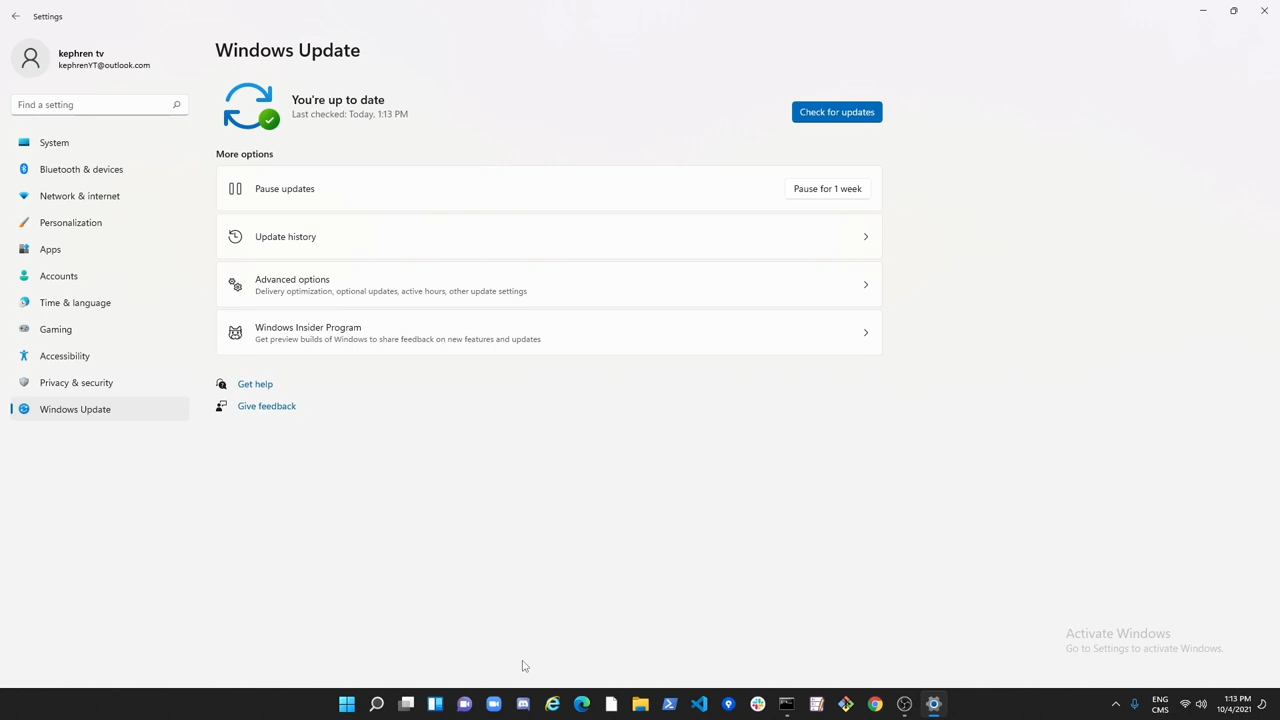 Settings
kephren tv
kephrenYT@outlook.com
Find a setting
System
Bluetooth & devices
Network & internet
Personalization
Apps
Accounts
Time & language
Gaming
Accessibility
Privacy & security
Windows Update
Windows Update
You're up to date
Last checked: Today, 1:13 PM
Check for updates
More options
Pause updates
Pause for 1 week
Update history
Advanced options
Delivery optimization, optional updates, active hours, other update settings
Windows Insider Program
Get preview builds of Windows to share feedback on new features and updates
Get help
Give feedback
Activate Windows
Go to Settings to activate Windows.
ENG
CMS
1:13 PM
10/4/2021